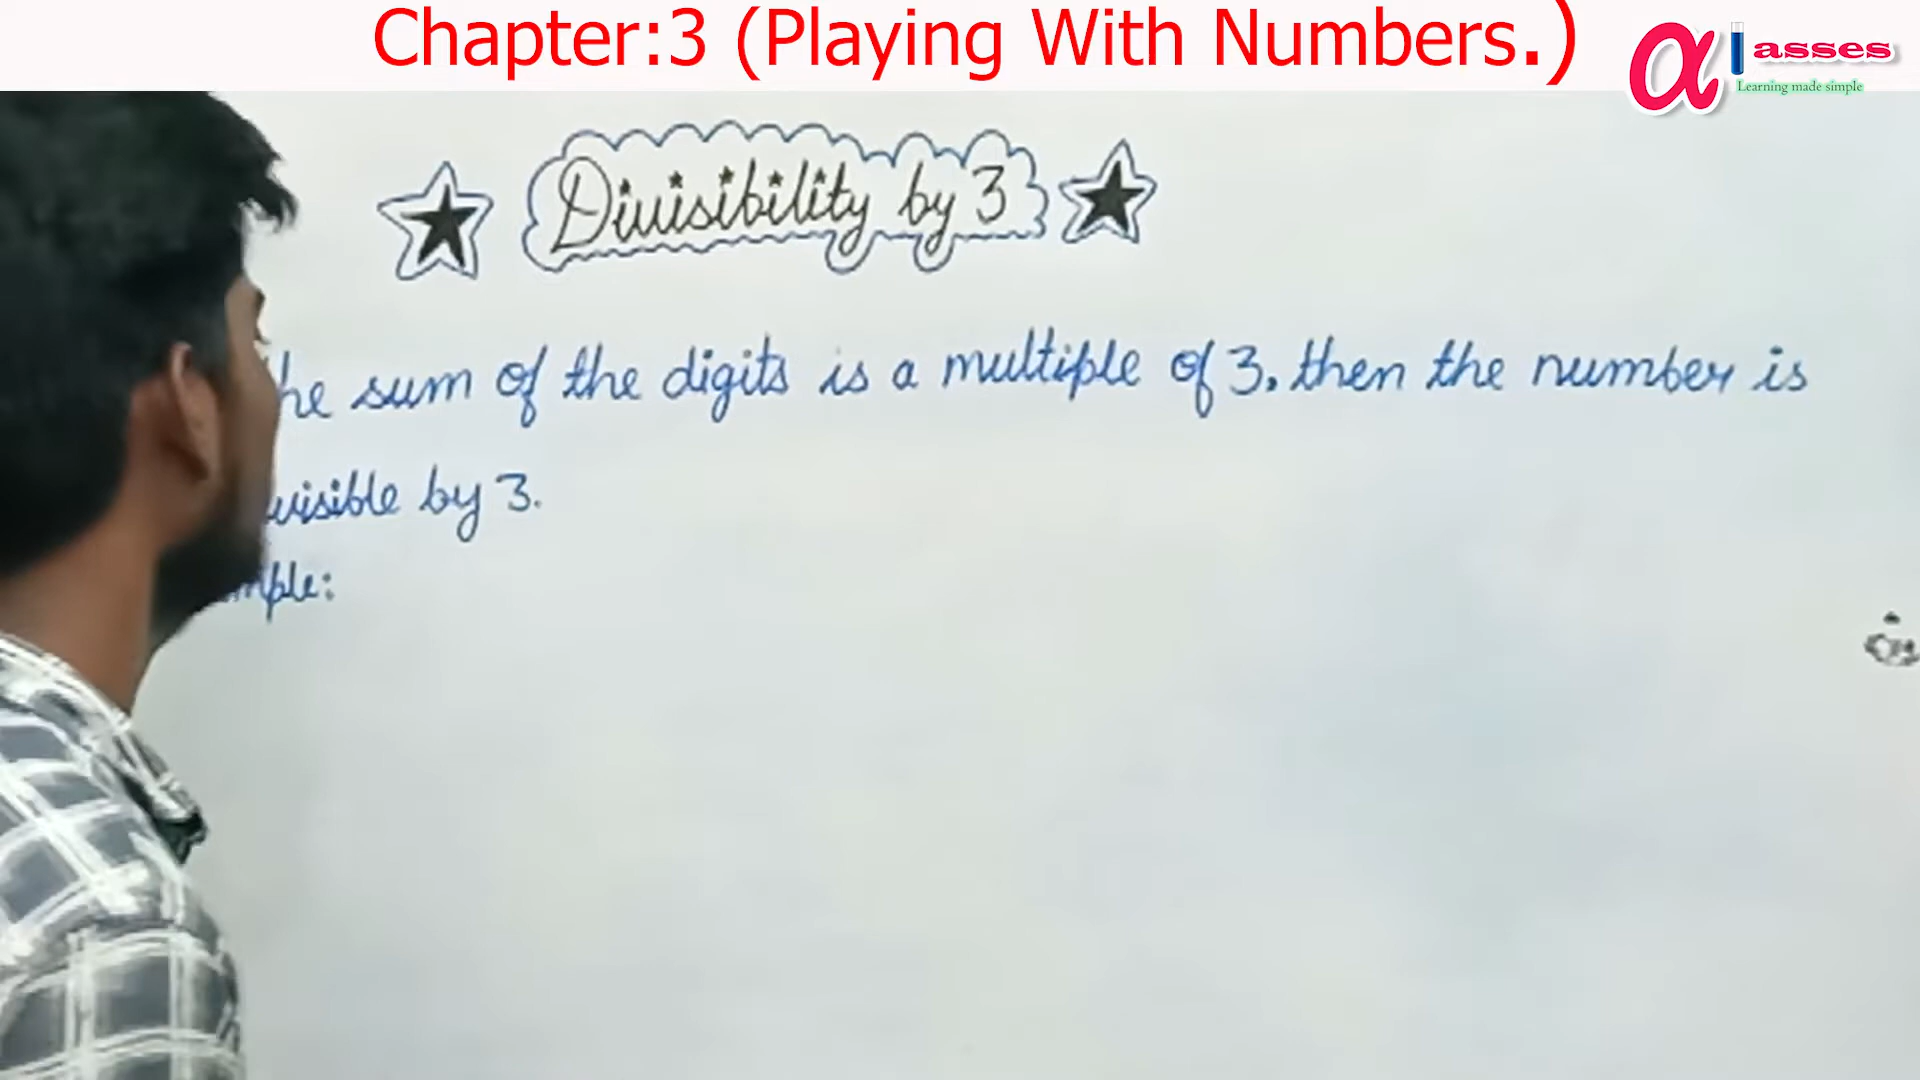 Chapter:3 (Playing With Numbers.)
α lasses
Learning made simple
Divisibility by 3
he sum of the digits is a multiple of 3, then the number is
visible by 3.
mple: